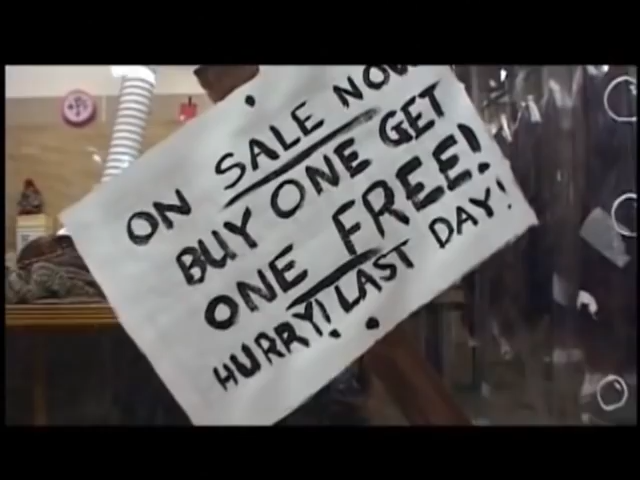 ON SALE NOW
BUY ONE GET
ONE FREE!
HURRY! LAST DAY!